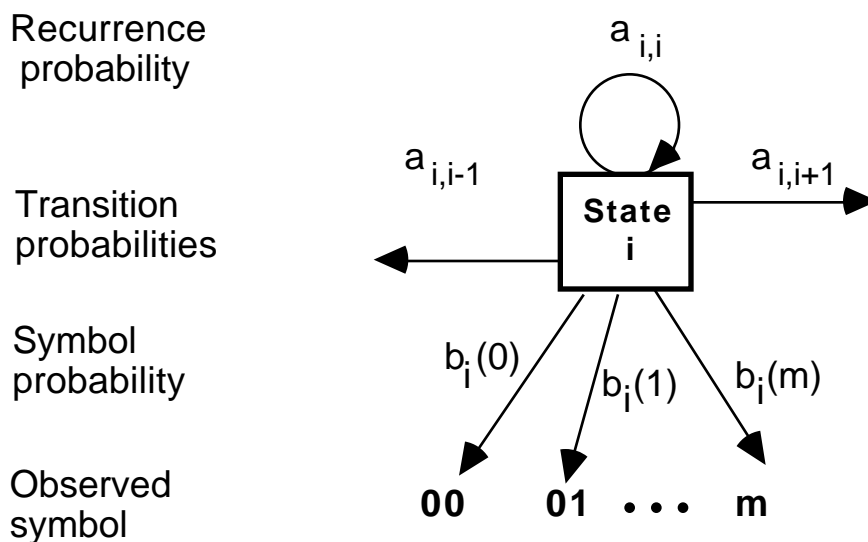 Recurrence
probability
a i,i
a i,i-1
a i,i+1
Transition
probabilities
State
i
Symbol
probability
b i (0)
b i (1)
b i (m)
Observed
symbol
00 01 • • • m